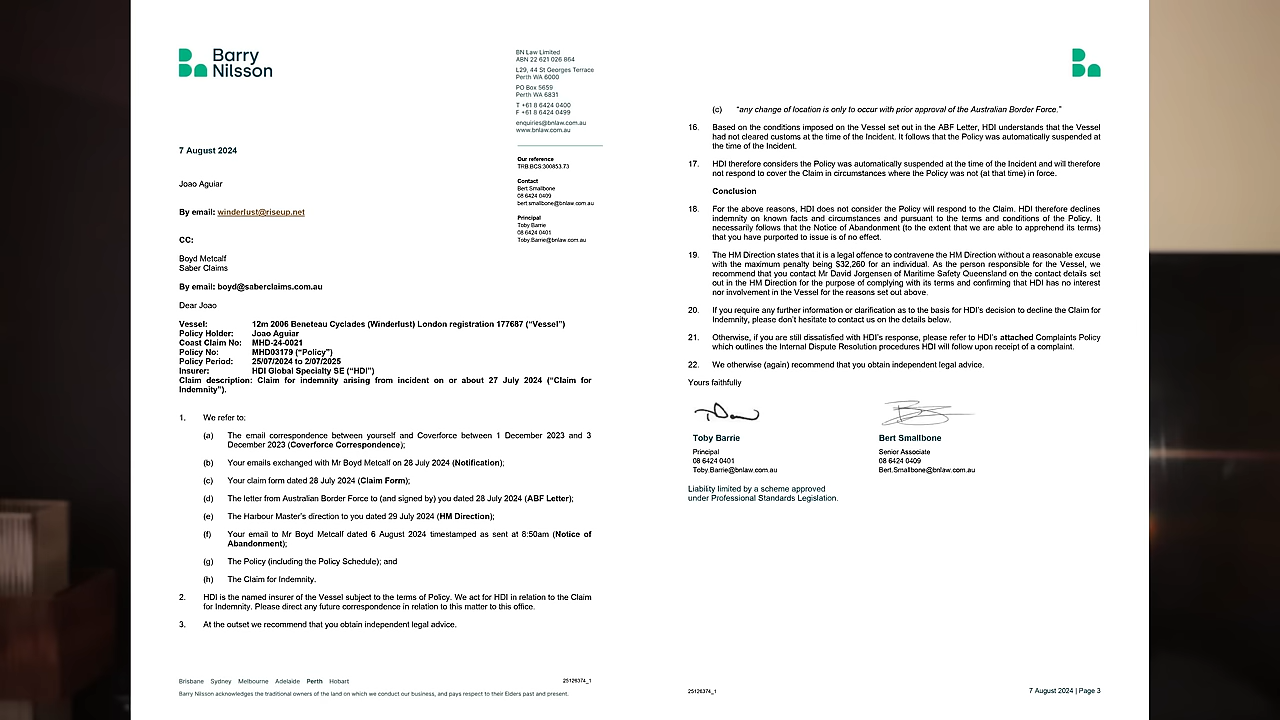 Barry
Nilsson
BN Law Limited
ABN 22 621 026 864
L29, 44 St Georges Terrace
Perth WA 6000
PO Box 5659
Perth WA 6831
T +61 8 6424 0400
F +61 8 6424 0499
enquiries@bnlaw.com.au
www.bnlaw.com.au
7 August 2024
Our reference
TRB:BGS:300853.73
Contact
Bert Smallbone
08 6424 0409
bert.smallbone@bnlaw.com.au
Principal
Toby Barrie
08 6424 0401
Toby.Barrie@bnlaw.com.au
Joao Aguiar
By email: winderlust@riseup.net
CC:
Boyd Metcalf
Saber Claims
By email: boyd@saberclaims.com.au
Dear Joao
Vessel: 12m 2006 Beneteau Cyclades (Winderlust) London registration 177687 (“Vessel”)
Policy Holder: Joao Aguiar
Coast Claim No: MHD-24-0021
Policy No: MHD03179 (“Policy”)
Policy Period: 25/07/2024 to 2/07/2025
Insurer: HDI Global Specialty SE (“HDI”)
Claim description: Claim for indemnity arising from incident on or about 27 July 2024 (“Claim for
Indemnity”).
1. We refer to:
(a) The email correspondence between yourself and Coverforce between 1 December 2023 and 3
December 2023 (Coverforce Correspondence);
(b) Your emails exchanged with Mr Boyd Metcalf on 28 July 2024 (Notification);
(c) Your claim form dated 28 July 2024 (Claim Form);
(d) The letter from Australian Border Force to (and signed by) you dated 28 July 2024 (ABF Letter);
(e) The Harbour Master’s direction to you dated 29 July 2024 (HM Direction);
(f) Your email to Mr Boyd Metcalf dated 6 August 2024 timestamped as sent at 8:50am (Notice of
Abandonment);
(g) The Policy (including the Policy Schedule); and
(h) The Claim for Indemnity.
2. HDI is the named insurer of the Vessel subject to the terms of Policy. We act for HDI in relation to the Claim
for Indemnity. Please direct any future correspondence in relation to this matter to this office.
3. At the outset we recommend that you obtain independent legal advice.
Brisbane Sydney Melbourne Adelaide Perth Hobart
25126374_1
Barry Nilsson acknowledges the traditional owners of the land on which we conduct our business, and pays respect to their Elders past and present.
(c) “any change of location is only to occur with prior approval of the Australian Border Force.”
16. Based on the conditions imposed on the Vessel set out in the ABF Letter, HDI understands that the Vessel
had not cleared customs at the time of the Incident. It follows that the Policy was automatically suspended at
the time of the Incident.
17. HDI therefore considers the Policy was automatically suspended at the time of the Incident and will therefore
not respond to cover the Claim in circumstances where the Policy was not (at that time) in force.
Conclusion
18. For the above reasons, HDI does not consider the Policy will respond to the Claim. HDI therefore declines
indemnity on known facts and circumstances and pursuant to the terms and conditions of the Policy. It
necessarily follows that the Notice of Abandonment (to the extent that we are able to apprehend its terms)
that you have purported to issue is of no effect.
19. The HM Direction states that it is a legal offence to contravene the HM Direction without a reasonable excuse
with the maximum penalty being $32,260 for an individual. As the person responsible for the Vessel, we
recommend that you contact Mr David Jorgensen of Maritime Safety Queensland on the contact details set
out in the HM Direction for the purpose of complying with its terms and confirming that HDI has no interest
nor involvement in the Vessel for the reasons set out above.
20. If you require any further information or clarification as to the basis for HDI’s decision to decline the Claim for
Indemnity, please don’t hesitate to contact us on the details below.
21. Otherwise, if you are still dissatisfied with HDI’s response, please refer to HDI’s attached Complaints Policy
which outlines the Internal Dispute Resolution procedures HDI will follow upon receipt of a complaint.
22. We otherwise (again) recommend that you obtain independent legal advice.
Yours faithfully
Toby Barrie
Principal
08 6424 0401
Toby.Barrie@bnlaw.com.au
Bert Smallbone
Senior Associate
08 6424 0409
Bert.Smallbone@bnlaw.com.au
Liability limited by a scheme approved
under Professional Standards Legislation.
25126374_1
7 August 2024 | Page 3